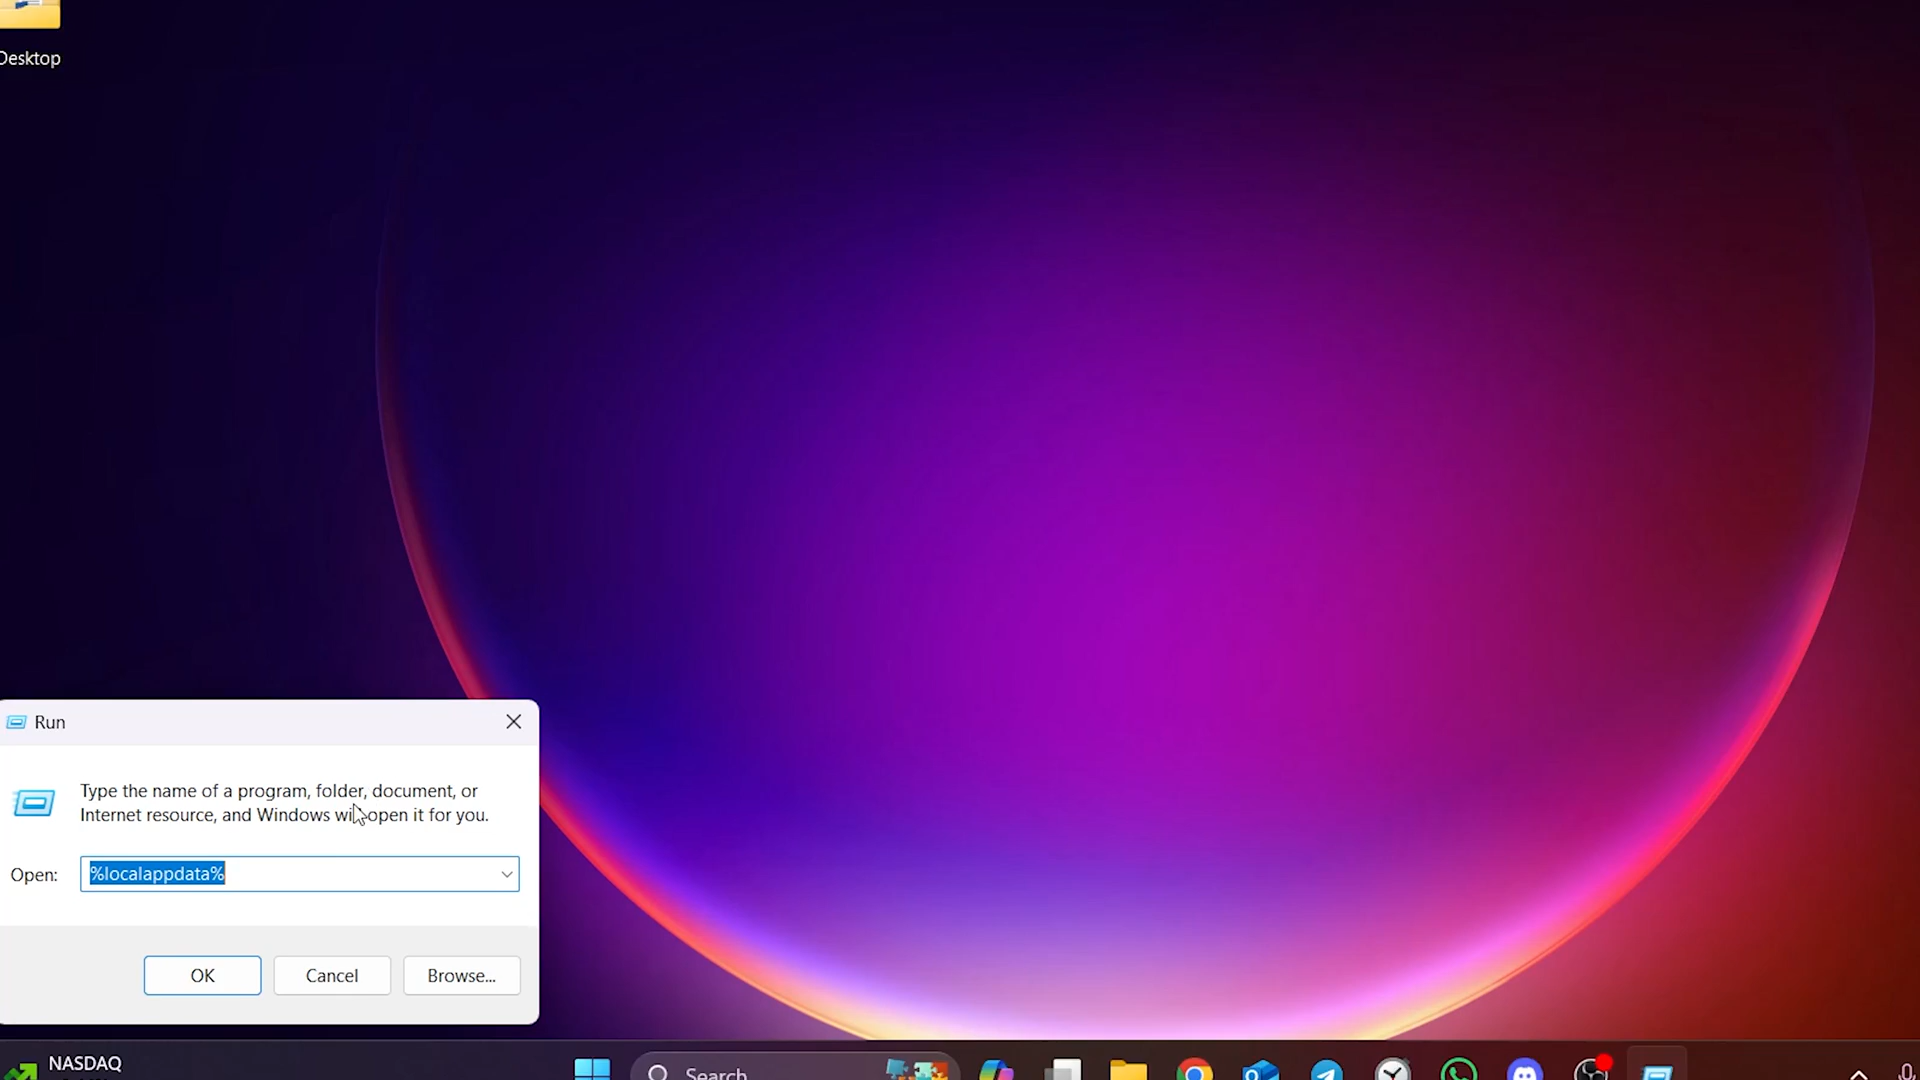 Desktop
Run
Type the name of a program, folder, document, or
Internet resource, and Windows will open it for you.
Open: %localappdata%
OK Cancel Browse...
NASDAQ
Search